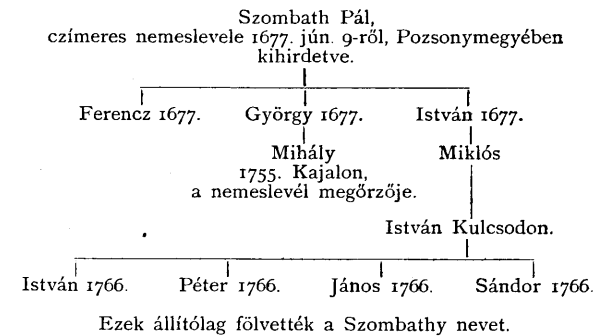 Szombath Pál,
czímeres nemeslevele 1677. jún. 9-ről, Pozsonymegyében
kihirdetve.
Ferencz 1677. György 1677. István 1677.
Mihály Miklós
1755. Kajalon,
a nemeslevél megőrzője.
István Kulcsodon.
István 1766. Péter 1766. János 1766. Sándor 1766.
Ezek állítólag fölvették a Szombathy nevet.